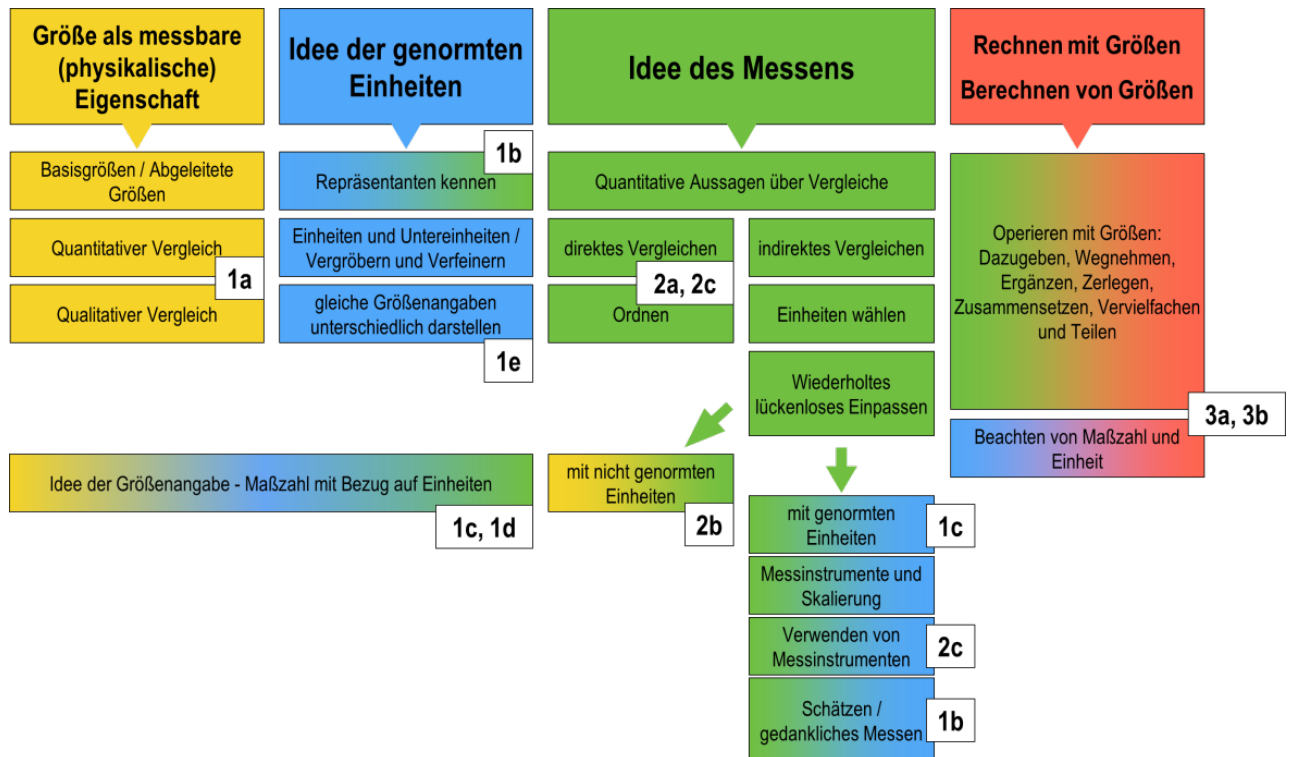 Größe als messbare
(physikalische)
Eigenschaft
Idee der genormten
Einheiten
Idee des Messens
Rechnen mit Größen
Berechnen von Größen
Basisgrößen / Abgeleitete
Größen
1b
Repräsentanten kennen
Quantitative Aussagen über Vergleiche
Operieren mit Größen:
Dazugeben, Wegnehmen,
Ergänzen, Zerlegen,
Zusammensetzen, Vervielfachen
und Teilen
Quantitativer Vergleich
1a
Einheiten und Untereinheiten /
Vergröbern und Verfeinern
direktes Vergleichen
2a, 2c
indirektes Vergleichen
Qualitativer Vergleich
gleiche Größenangaben
unterschiedlich darstellen
1e
Ordnen
Einheiten wählen
Wiederholtes
lückenloses Einpassen
3a, 3b
Beachten von Maßzahl und
Einheit
Idee der Größenangabe - Maßzahl mit Bezug auf Einheiten
1c, 1d
mit nicht genormten
Einheiten
2b
mit genormten
Einheiten
1c
Messinstrumente und
Skalierung
Verwenden von
Messinstrumenten
2c
Schätzen /
gedankliches Messen
1b